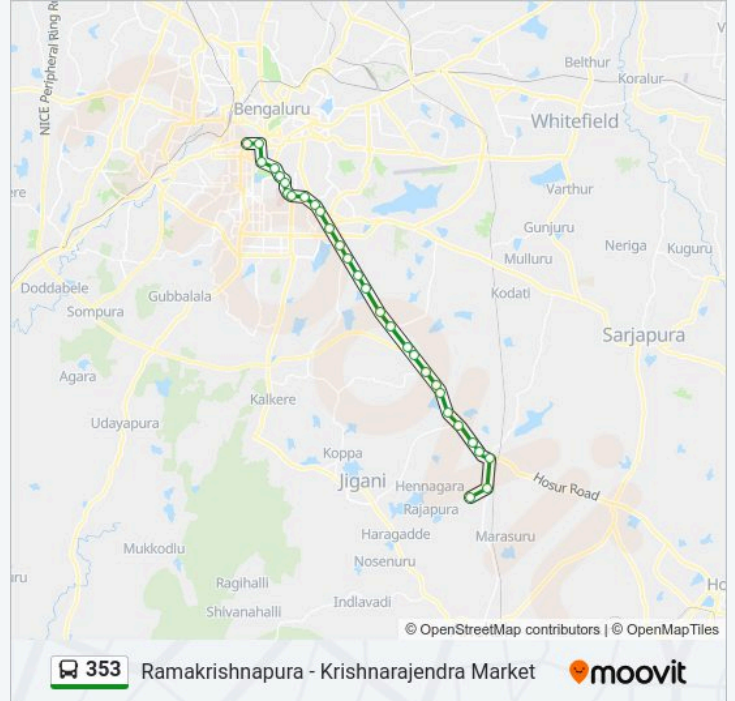 NICE Peripheral Ring R
Belthur
Koralur
Bengaluru
Whitefield
ere
Varthur
Gunjuru
Neriga
Kuguru
Mulluru
Doddabele
Gubbalala
Kodati
Sompura
Sarjapura
Agara
Kalkere
Udayapura
Koppa
Jigani
Hennagara
Hosur Road
Rajapura
Haragadde
Marasuru
Mukkodlu
Nosenuru
Ragihalli
Indlavadi
Shivanahalli
© OpenStreetMap contributors | © OpenMapTiles
353 Ramakrishnapura - Krishnarajendra Market moovit